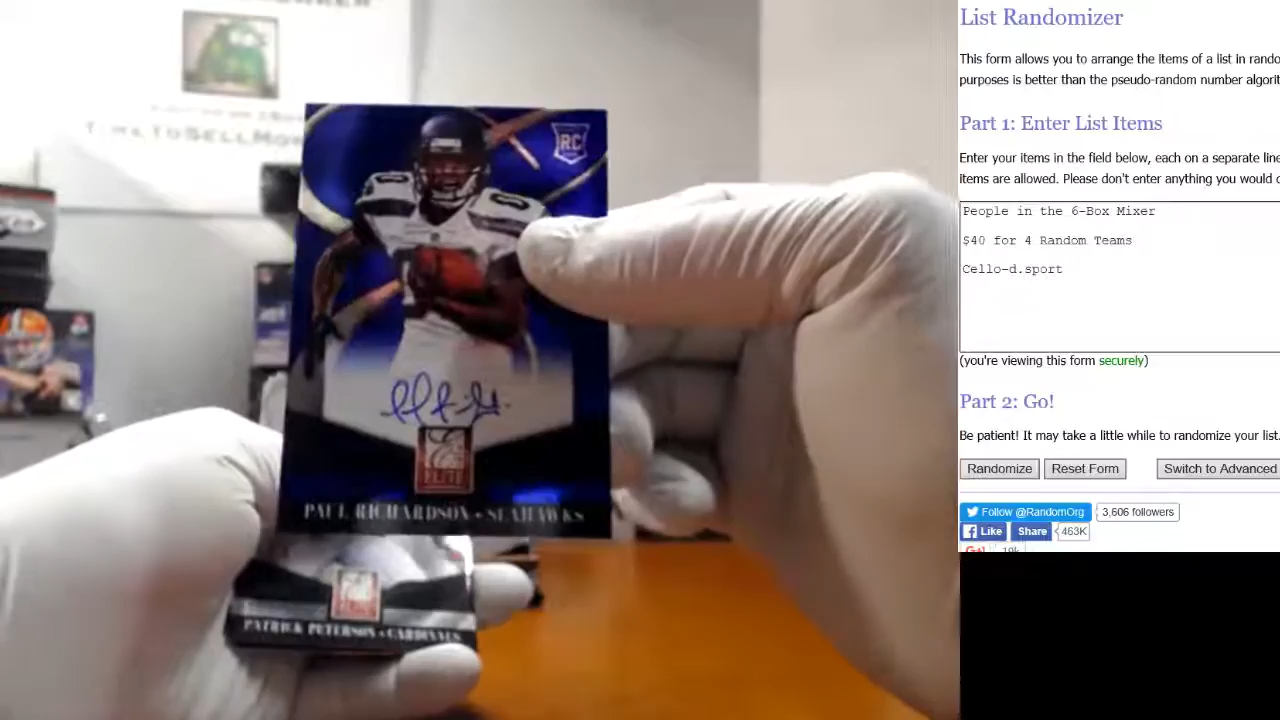 TIMETOSELLMO
RC
0 0
ELITE
PAUL RICHARDSON • SEAHAWKS
PATRICK PETERSON • CARDINALS
List Randomizer
This form allows you to arrange the items of a list in rando
purposes is better than the pseudo-random number algorit
Part 1: Enter List Items
Enter your items in the field below, each on a separate line
items are allowed. Please don't enter anything you would c
People in the 6-Box Mixer
$40 for 4 Random Teams
Cello-d.sport
(you're viewing this form securely)
Part 2: Go!
Be patient! It may take a little while to randomize your list.
Randomize Reset Form Switch to Advanced
Follow @RandomOrg 3,606 followers
Like Share 463K
19k